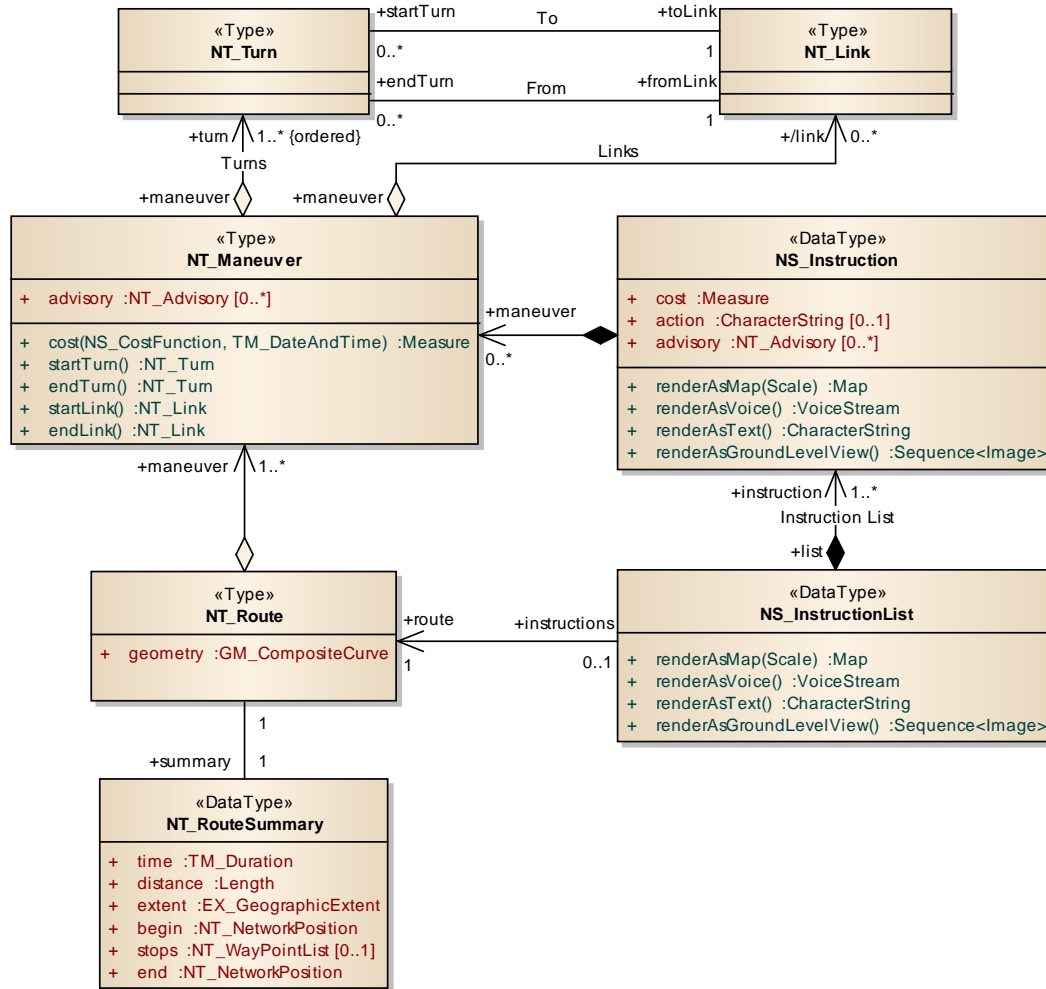 +startTurn To +toLink
«Type»
NT_Turn
«Type»
NT_Link
0..* 1
+endTurn From +fromLink
0..* 1
+turn 1..* {ordered}
+/link 0..*
Turns
Links
+maneuver +maneuver
«Type»
NT_Maneuver
+ advisory :NT_Advisory [0..*]
+ cost(NS_CostFunction, TM_DateAndTime) :Measure
+ startTurn() :NT_Turn
+ endTurn() :NT_Turn
+ startLink() :NT_Link
+ endLink() :NT_Link
+maneuver
0..*
«DataType»
NS_Instruction
+ cost :Measure
+ action :CharacterString [0..1]
+ advisory :NT_Advisory [0..*]
+ renderAsMap(Scale) :Map
+ renderAsVoice() :VoiceStream
+ renderAsText() :CharacterString
+ renderAsGroundLevelView() :Sequence<Image>
+maneuver 1..*
+instruction 1..*
Instruction List
+list
«Type»
NT_Route
+ geometry :GM_CompositeCurve
+route +instructions
1 0..1
«DataType»
NS_InstructionList
+ renderAsMap(Scale) :Map
+ renderAsVoice() :VoiceStream
+ renderAsText() :CharacterString
+ renderAsGroundLevelView() :Sequence<Image>
1
+summary 1
«DataType»
NT_RouteSummary
+ time :TM_Duration
+ distance :Length
+ extent :EX_GeographicExtent
+ begin :NT_NetworkPosition
+ stops :NT_WayPointList [0..1]
+ end :NT_NetworkPosition